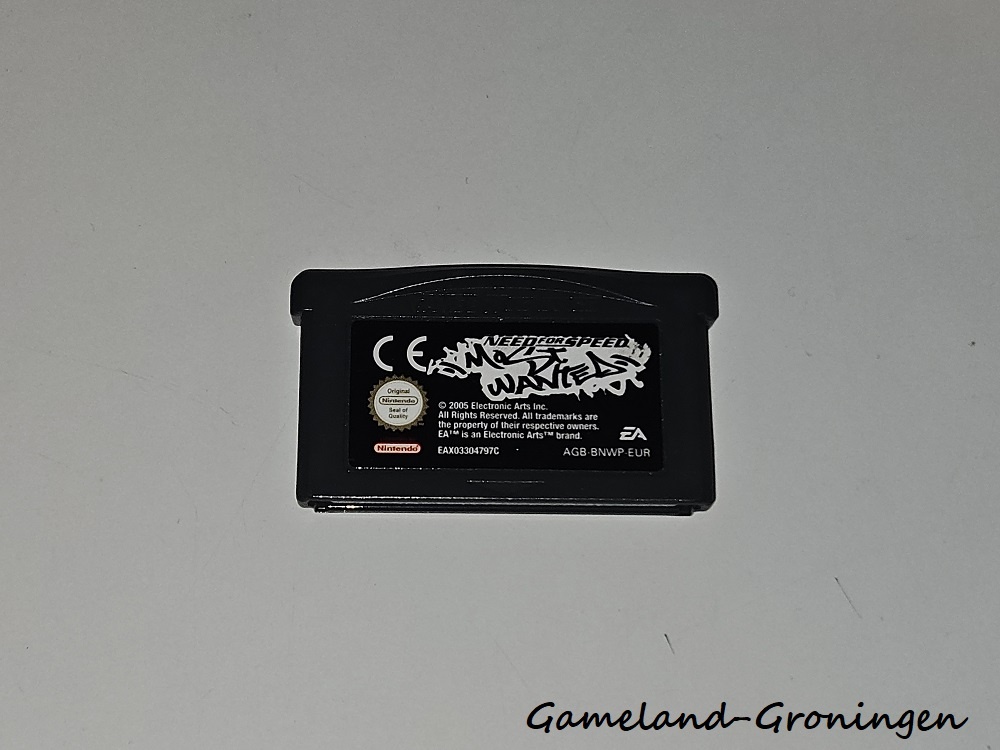 CE
NEED FOR SPEED
MOST
WANTED
Original
Nintendo
Seal of
Quality
© 2005 Electronic Arts Inc.
All Rights Reserved. All trademarks are
the property of their respective owners.
EA™ is an Electronic Arts™ brand.
EA
Nintendo
EAX03304797C
AGB-BNWP-EUR
Gameland-Groningen